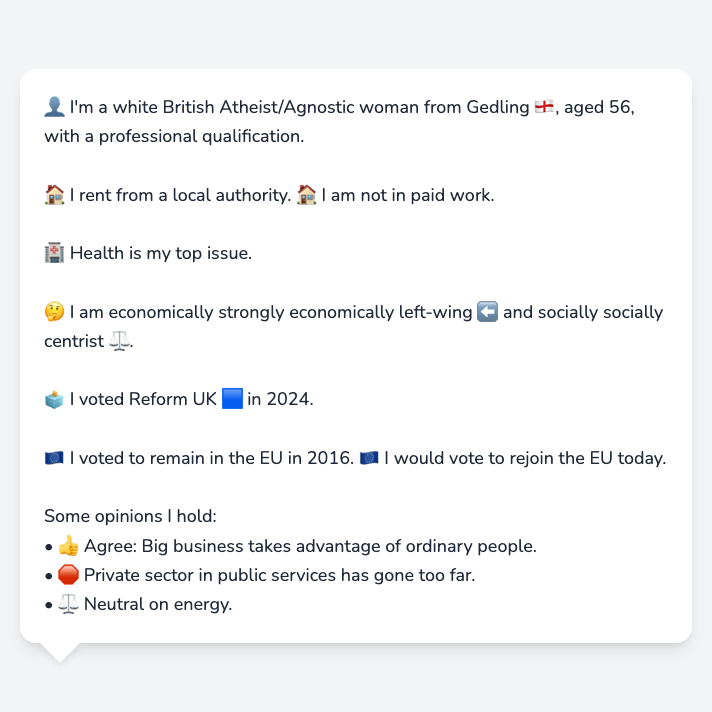 👤 I'm a white British Atheist/Agnostic woman from Gedling 🏴󠁧󠁢󠁥󠁮󠁧󠁿, aged 56,
with a professional qualification.
🏠 I rent from a local authority. 🏠 I am not in paid work.
🏥 Health is my top issue.
🤔 I am economically strongly economically left-wing ⬅️ and socially socially
centrist ⚖️.
🗳️ I voted Reform UK 🟦 in 2024.
🇪🇺 I voted to remain in the EU in 2016. 🇪🇺 I would vote to rejoin the EU today.
Some opinions I hold:
• 👍 Agree: Big business takes advantage of ordinary people.
• 🛑 Private sector in public services has gone too far.
• ⚖️ Neutral on energy.